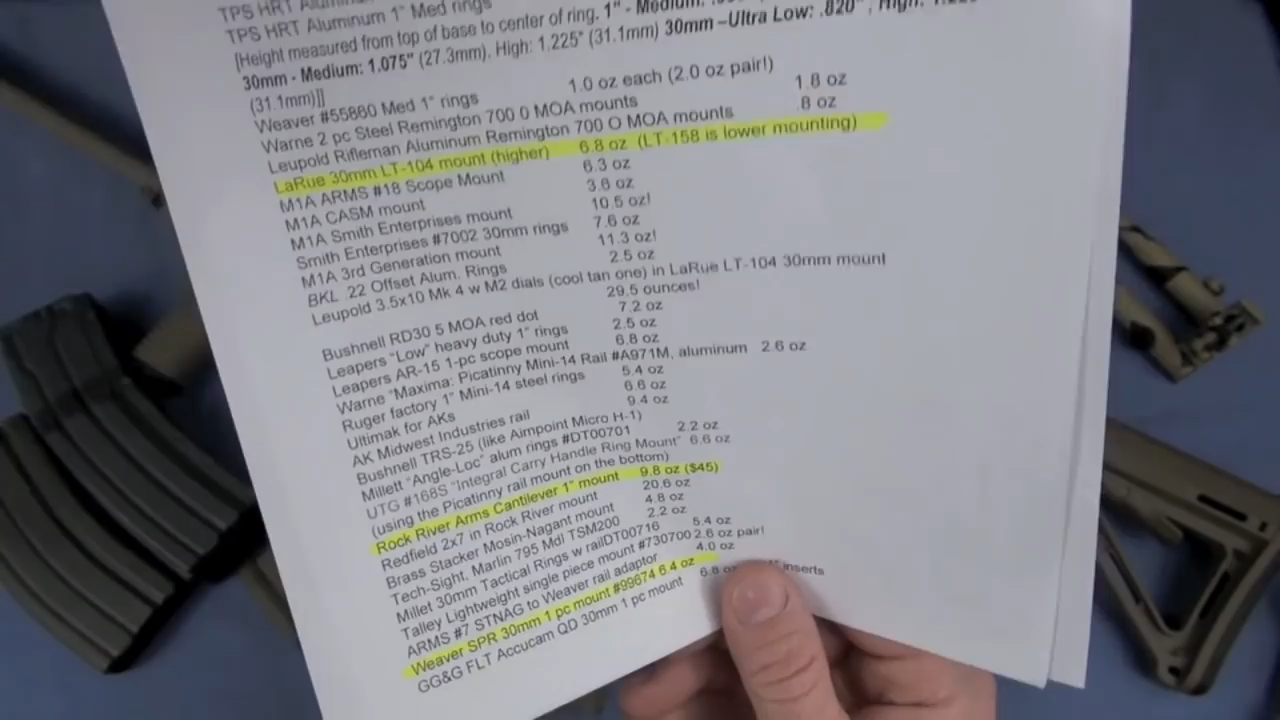 TPS HRT
TPS HRT Aluminum 1" Med rings
[Height measured from top of base to center of ring. 1" - Medium:
30mm - Medium: 1.075" (27.3mm). High: 1.225" (31.1mm) 30mm –Ultra Low: .820" , High:
(31.1mm)]]
Weaver #55880 Med 1" rings 1.0 oz each (2.0 oz pair!)
Warne 2 pc Steel Remington 700 0 MOA mounts 1.8 oz
Leupold Rifleman Aluminum Remington 700 O MOA mounts .8 oz
LaRue 30mm LT-104 mount (higher) 6.8 oz (LT-158 is lower mounting)
M1A ARMS #18 Scope Mount 6.3 oz
M1A CASM mount 3.6 oz
M1A Smith Enterprises mount 10.5 oz!
Smith Enterprises #7002 30mm rings 7.6 oz
M1A 3rd Generation mount 11.3 oz!
BKL .22 Offset Alum. Rings 2.5 oz
Leupold 3.5x10 Mk 4 w M2 dials (cool tan one) in LaRue LT-104 30mm mount
29.5 ounces!
Bushnell RD30 5 MOA red dot 7.2 oz
Leapers "Low" heavy duty 1" rings 2.5 oz
Leapers AR-15 1-pc scope mount 6.8 oz
Warne "Maxima: Picatinny Mini-14 Rail #A971M, aluminum 2.6 oz
Ruger factory 1" Mini-14 steel rings 5.4 oz
Ultimak for AKs 6.6 oz
AK Midwest Industries rail 9.4 oz
Bushnell TRS-25 (like Aimpoint Micro H-1)
Millett "Angle-Loc" alum rings #DT00701 2.2 oz
UTG #168S "Integral Carry Handle Ring Mount" 6.6 oz
(using the Picatinny rail mount on the bottom)
Rock River Arms Cantilever 1" mount 9.8 oz ($45)
Redfield 2x7 in Rock River mount 20.6 oz
Brass Stacker Mosin-Nagant mount 4.8 oz
Tech-Sight, Marlin 795 Mdl TSM200 2.2 oz
Millet 30mm Tactical Rings w railDT00716 5.4 oz
Talley Lightweight single piece mount #730700 2.6 oz pair!
ARMS #7 STNAG to Weaver rail adaptor 4.0 oz
Weaver SPR 30mm 1 pc mount #99674 6.4 oz
GG&G FLT Accucam QD 30mm 1 pc mount 6.8 inserts